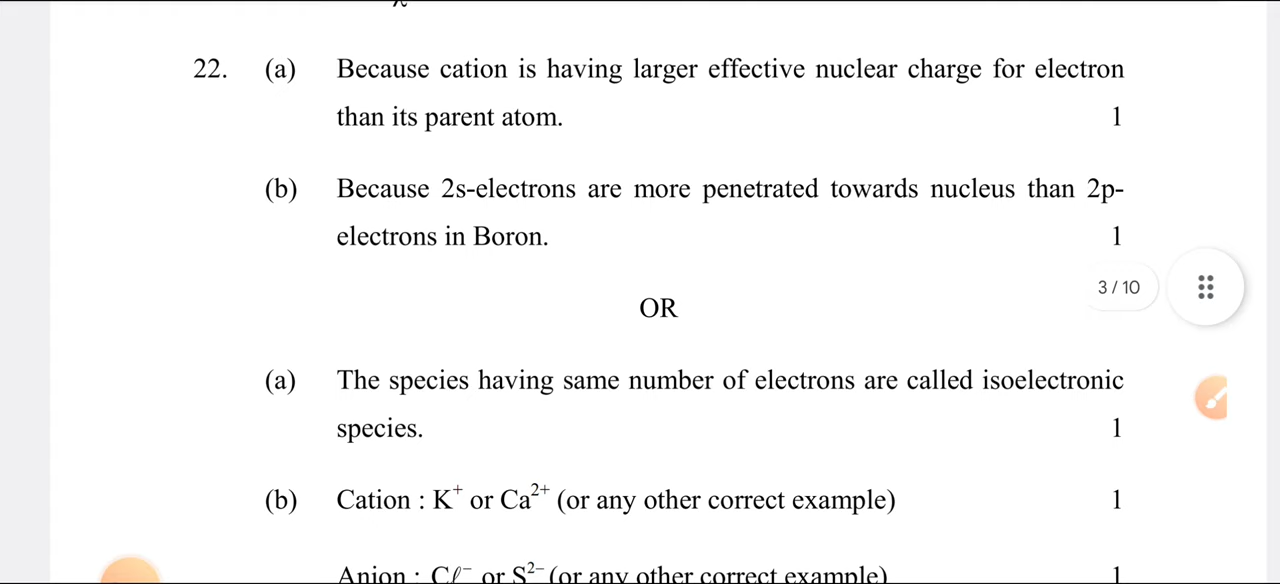 22. (a) Because cation is having larger effective nuclear charge for electron
than its parent atom. 1
(b) Because 2s-electrons are more penetrated towards nucleus than 2p-
electrons in Boron. 1
3 / 10
OR
(a) The species having same number of electrons are called isoelectronic
species. 1
(b) Cation : K⁺ or Ca²⁺ (or any other correct example) 1
Anion : Cℓ⁻ or S²⁻ (or any other correct example) 1